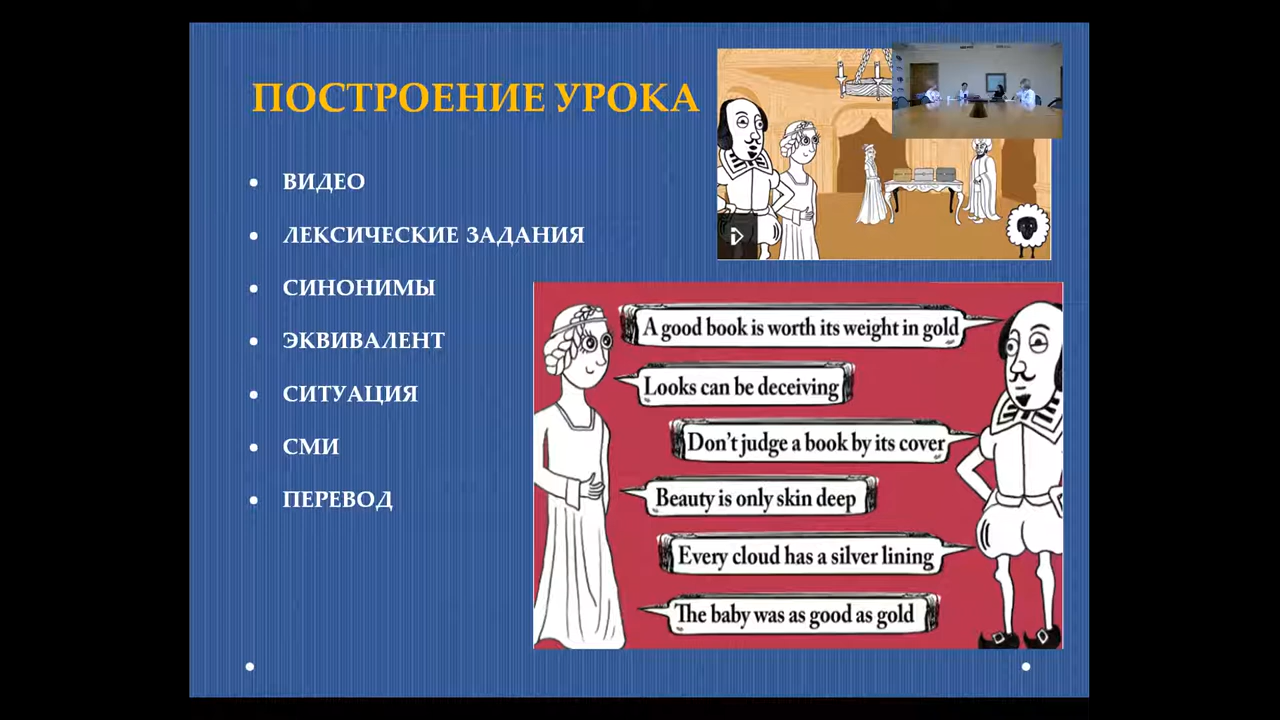 ПОСТРОЕНИЕ УРОКА
ВИДЕО
ЛЕКСИЧЕСКИЕ ЗАДАНИЯ
СИНОНИМЫ
ЭКВИВАЛЕНТ
СИТУАЦИЯ
СМИ
ПЕРЕВОД
A good book is worth its weight in gold
Looks can be deceiving
Don't judge a book by its cover
Beauty is only skin deep
Every cloud has a silver lining
The baby was as good as gold